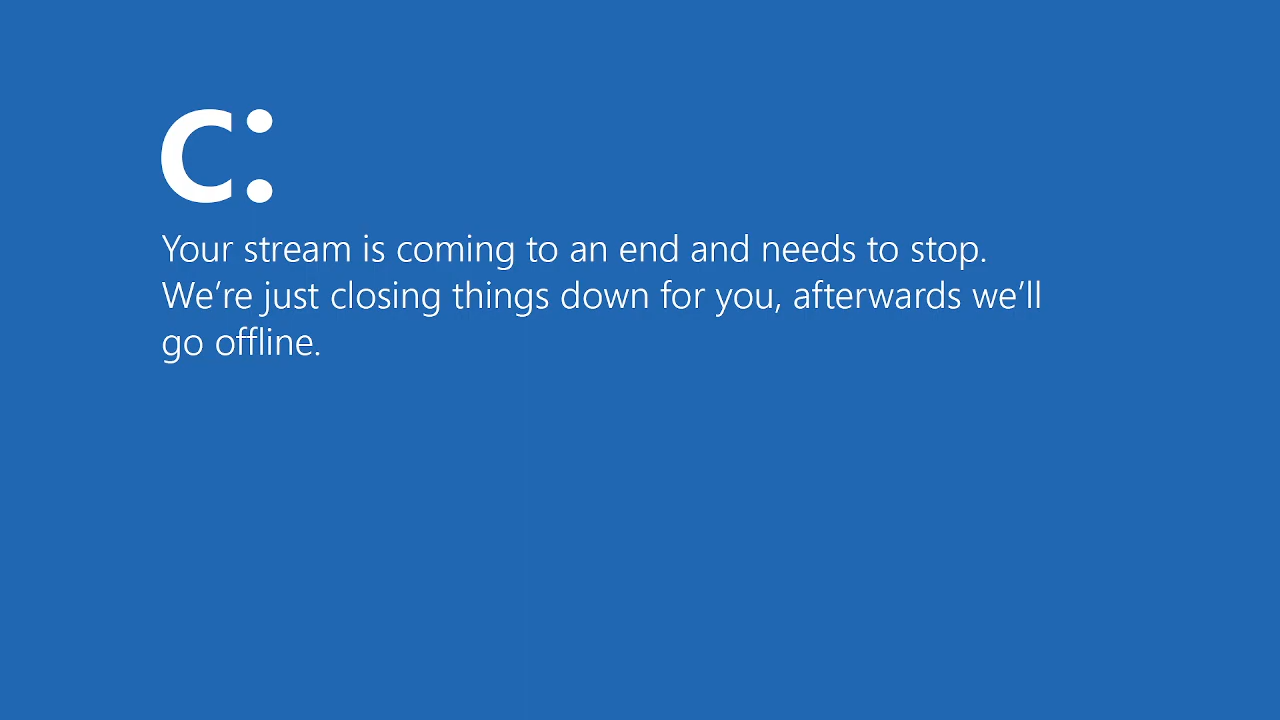 c:
Your stream is coming to an end and needs to stop.
We’re just closing things down for you, afterwards we’ll
go offline.